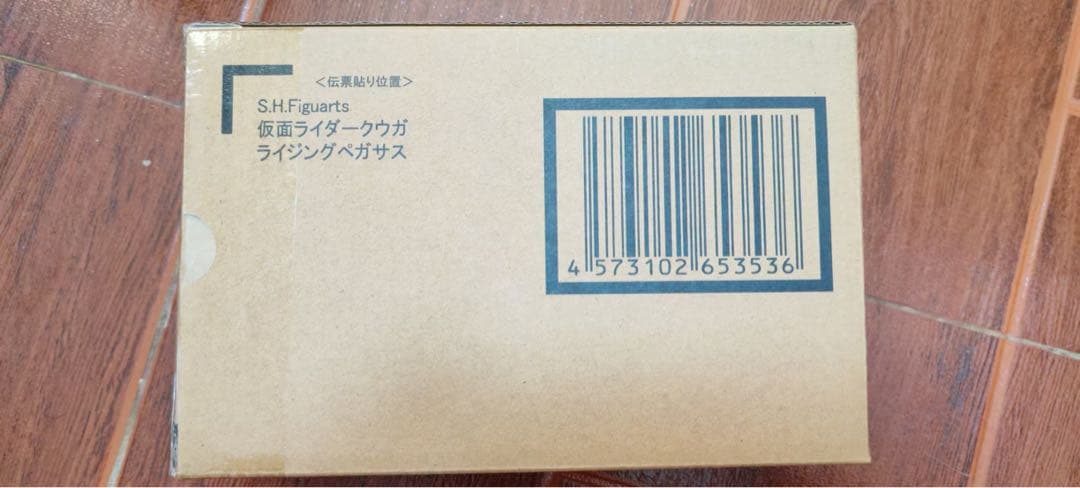 ＜伝票貼り位置＞
S.H.Figuarts
仮面ライダークウガ
ライジングペガサス
4 573102 653536